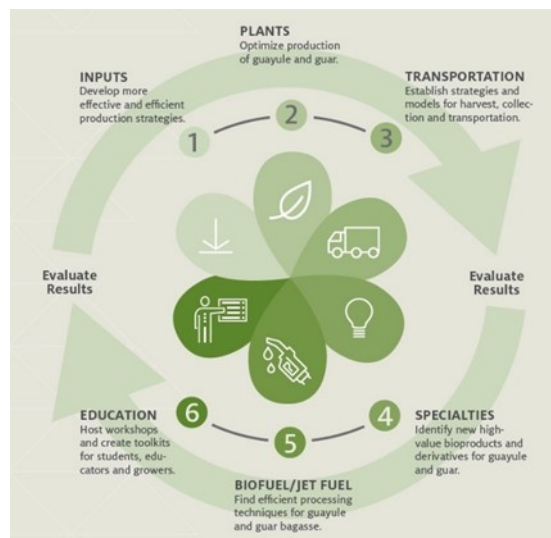 PLANTS
Optimize production
of guayule and guar.
INPUTS
Develop more
effective and efficient
production strategies.
TRANSPORTATION
Establish strategies and
models for harvest, collec-
tion and transportation.
1
2
3
Evaluate
Results
Evaluate
Results
6
5
4
EDUCATION
Host workshops
and create toolkits
for students, edu-
cators and growers.
SPECIALTIES
Identify new high-
value bioproducts and
derivatives for guayule
and guar.
BIOFUEL/JET FUEL
Find efficient processing
techniques for guayule
and guar bagasse.